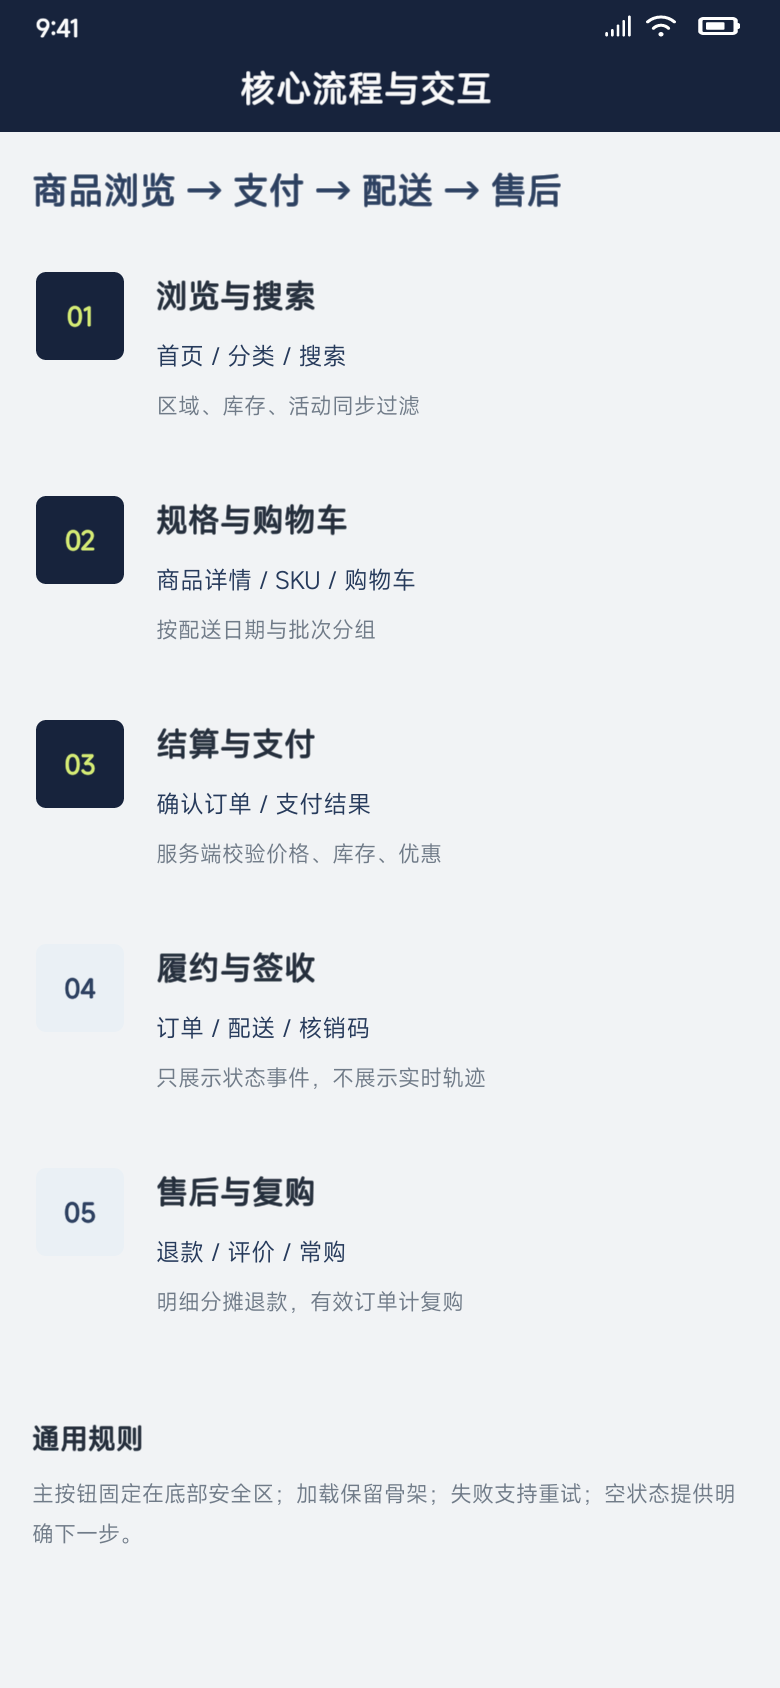 9:41
核心流程与交互
商品浏览 → 支付 → 配送 → 售后
01
浏览与搜索
首页 / 分类 / 搜索
区域、库存、活动同步过滤
02
规格与购物车
商品详情 / SKU / 购物车
按配送日期与批次分组
03
结算与支付
确认订单 / 支付结果
服务端校验价格、库存、优惠
04
履约与签收
订单 / 配送 / 核销码
只展示状态事件，不展示实时轨迹
05
售后与复购
退款 / 评价 / 常购
明细分摊退款，有效订单计复购
通用规则
主按钮固定在底部安全区；加载保留骨架；失败支持重试；空状态提供明
确下一步。